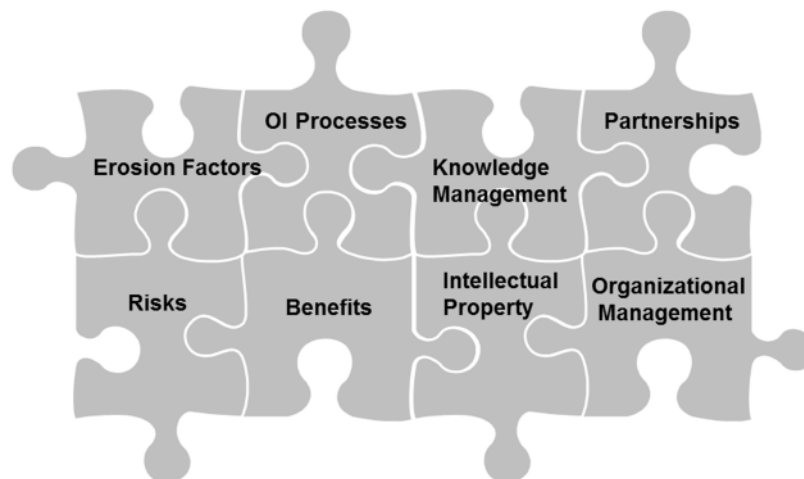 OI Processes
Partnerships
Erosion Factors
Knowledge
Management
Risks
Benefits
Intellectual
Property
Organizational
Management